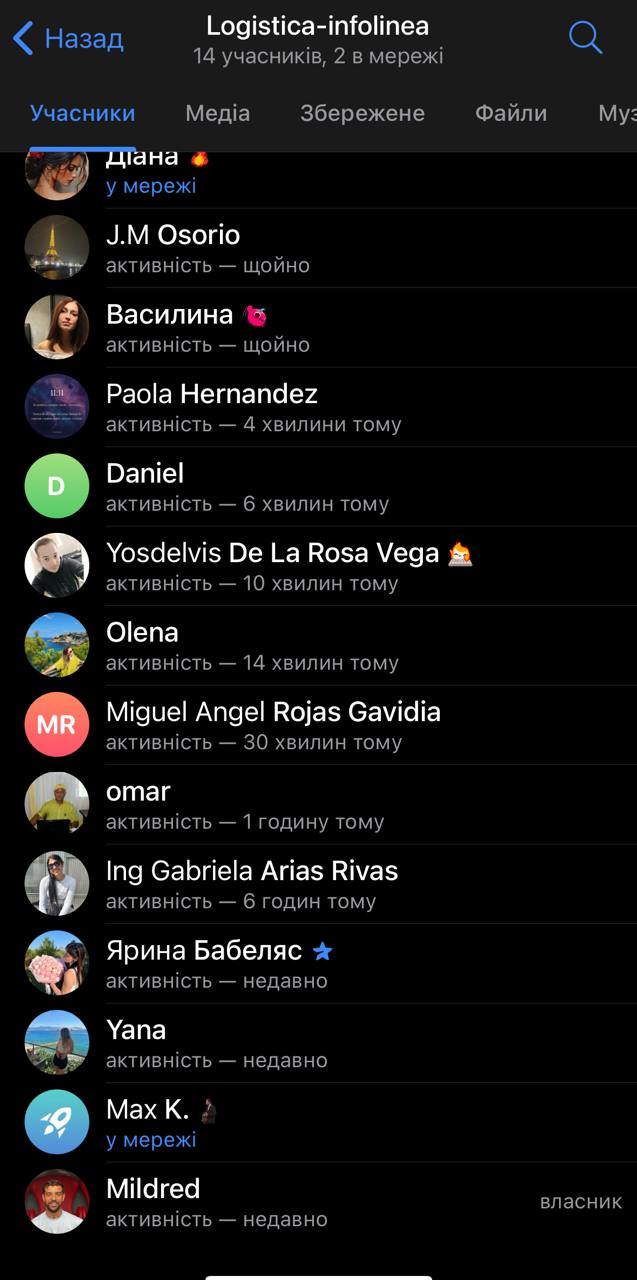 Назад
Logistica-infolinea
14 учасників, 2 в мережі
Учасники Медіа Збережене Файли Муз
Діана
у мережі
J.M Osorio
активність — щойно
Василина
активність — щойно
11:11
Paola Hernandez
активність — 4 хвилини тому
D
Daniel
активність — 6 хвилин тому
Yosdelvis De La Rosa Vega
активність — 10 хвилин тому
Olena
активність — 14 хвилин тому
MR
Miguel Angel Rojas Gavidia
активність — 30 хвилин тому
omar
активність — 1 годину тому
Ing Gabriela Arias Rivas
активність — 6 годин тому
Ярина Бабеляс
активність — недавно
Yana
активність — недавно
Max K.
у мережі
Mildred
власник
активність — недавно